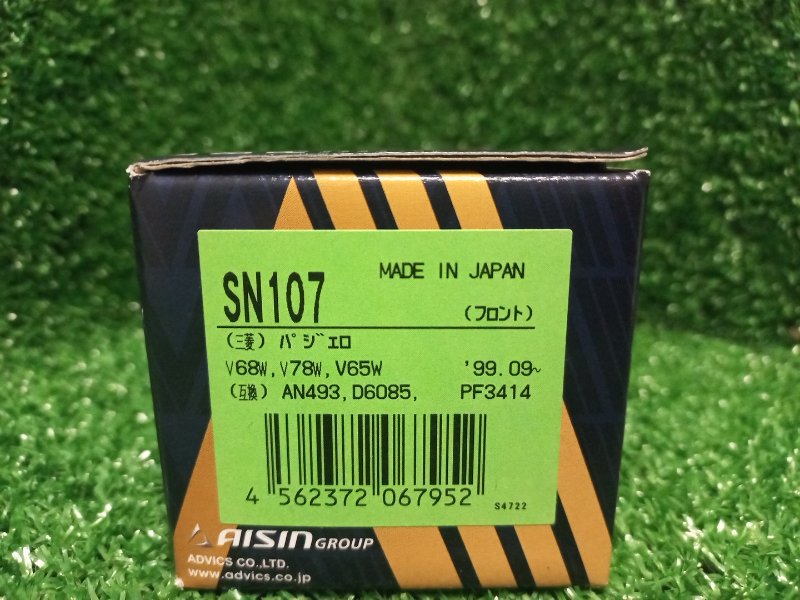 SN107
MADE IN JAPAN
(フロント)
(三菱) パジェロ
V68W,V78W,V65W '99.09~
(互換) AN493,D6085, PF3414
4 562372 067952
S4722
AISIN GROUP
ADVICS CO.,LTD.
www.advics.co.jp